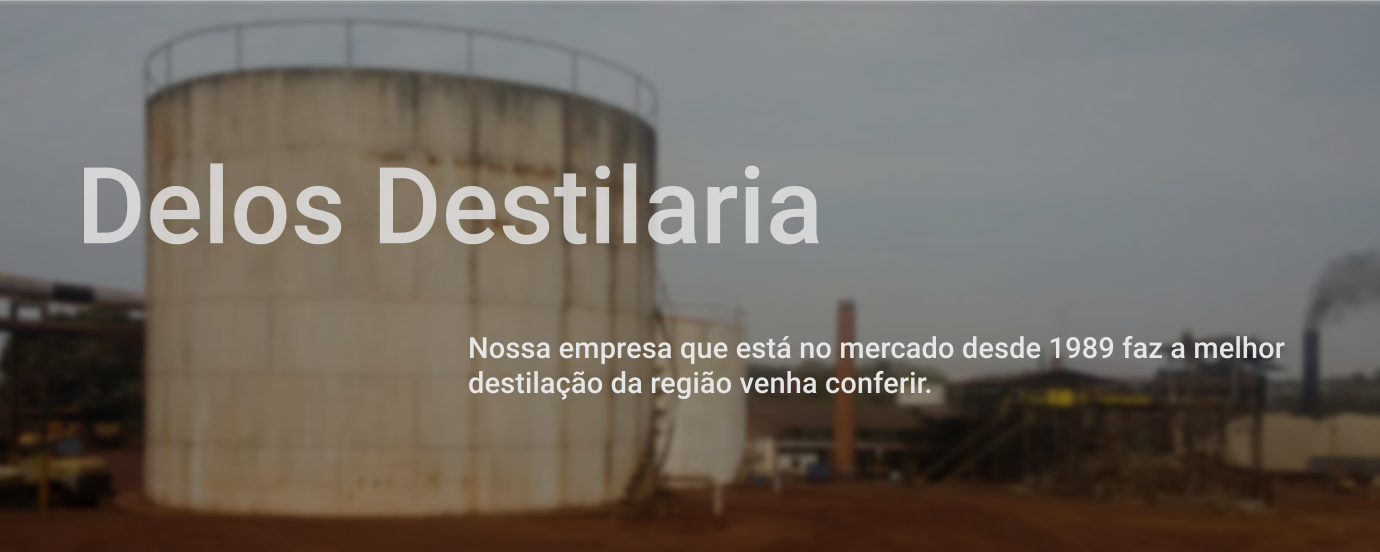 Delos Destilaria
Nossa empresa que está no mercado desde 1989 faz a melhor
destilação da região venha conferir.